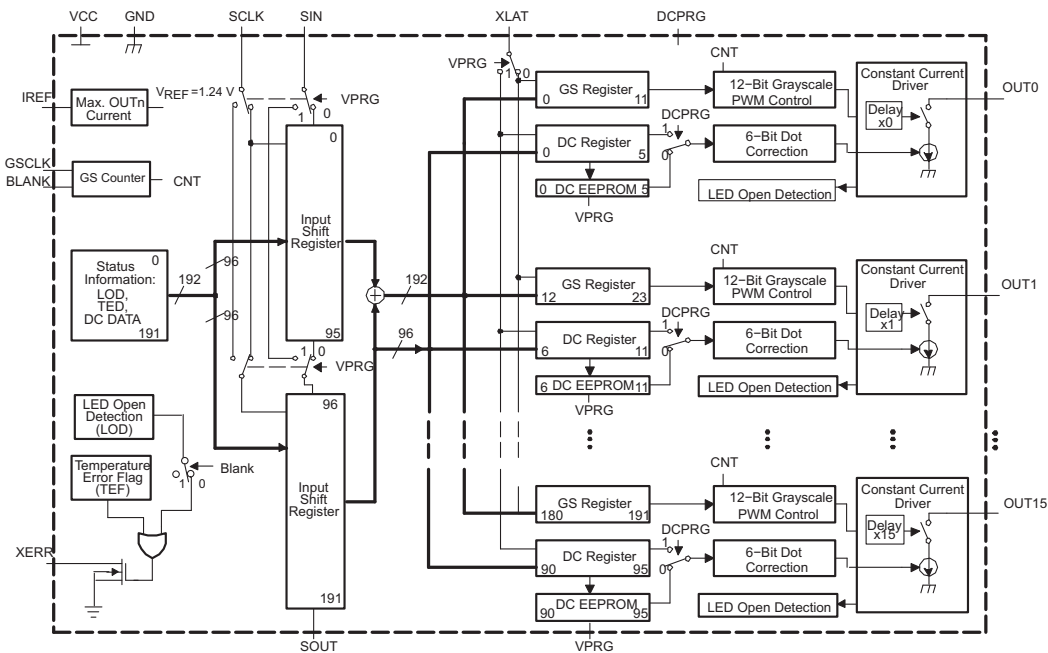 VCC GND SCLK SIN XLAT DCPRG
VPRG 1 0
CNT
GS Register
0 11
12−Bit Grayscale
PWM Control
Constant Current
Driver
Delay
x0
OUT0
IREF
Max. OUTn
Current
VREF =1.24 V
VPRG
1 0
0
DC Register
0 5
1
0
DCPRG
6−Bit Dot
Correction
0 DC EEPROM 5
VPRG
LED Open Detection
GSCLK
BLANK
GS Counter
CNT
Input
Shift
Register
95
Status
Information:
LOD,
TED,
DC DATA
0
191
192
96
96
192
96
CNT
GS Register
12 23
12−Bit Grayscale
PWM Control
Constant Current
Driver
Delay
x1
OUT1
DC Register
6 11
1
0
DCPRG
6−Bit Dot
Correction
6 DC EEPROM 11
VPRG
LED Open Detection
1 0
VPRG
96
Input
Shift
Register
191
LED Open
Detection
(LOD)
Temperature
Error Flag
(TEF)
Blank
1 0
XERR
CNT
GS Register
180 191
12−Bit Grayscale
PWM Control
Constant Current
Driver
Delay
x15
OUT15
DC Register
90 95
1
0
DCPRG
6−Bit Dot
Correction
DC EEPROM
90 95
VPRG
LED Open Detection
SOUT